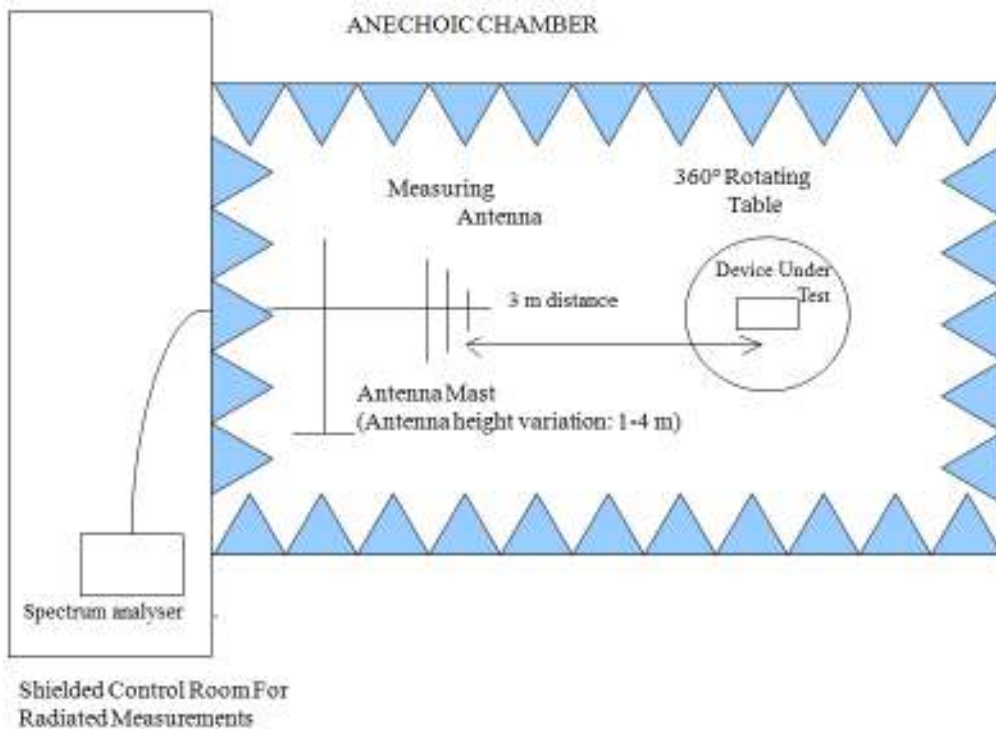 ANECHOIC CHAMBER
Measuring
Antenna
360° Rotating
Table
Device Under
Test
3 m distance
Antenna Mast
(Antenna height variation: 1-4 m)
Spectrum analyser
Shielded Control Room For
Radiated Measurements